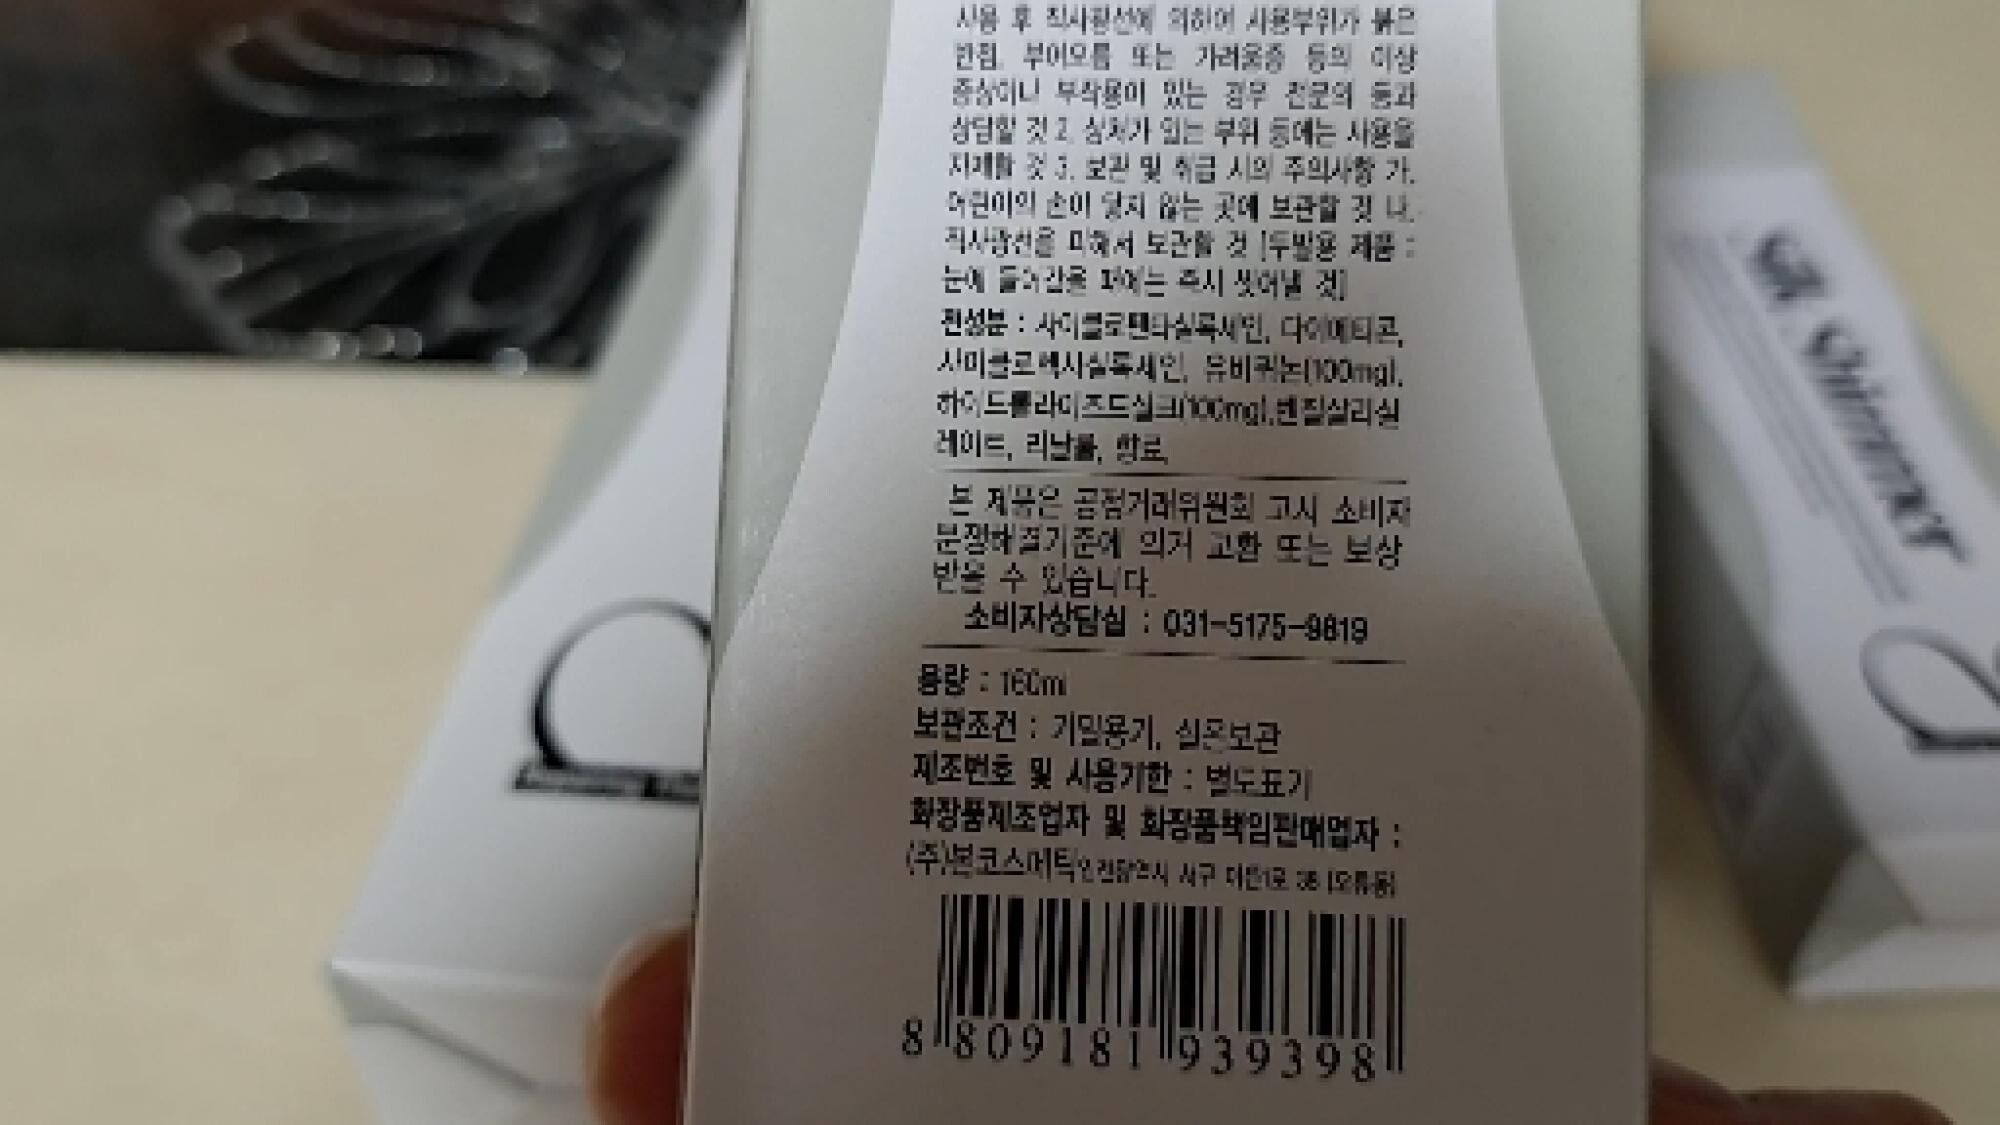 사용 후 직사광선에 의하여 사용부위가 붉은
반점, 부어오름 또는 가려움증 등의 이상
증상이나 부작용이 있는 경우 전문의 등과
상담할 것 2. 상처가 있는 부위 등에는 사용을
자제할 것 3. 보관 및 취급 시의 주의사항 가.
어린이의 손이 닿지 않는 곳에 보관할 것 나.
직사광선을 피해서 보관할 것 [두발용 제품 :
눈에 들어갔을 때에는 즉시 씻어낼 것]
전성분 : 사이클로펜타실록세인, 다이메티콘,
사이클로헥사실록세인, 유비퀴논(100mg),
하이드롤라이즈드실크(100mg),벤질살리실
레이트, 리날룰, 향료,
본 제품은 공정거래위원회 고시 소비자
분쟁해결기준에 의거 교환 또는 보상
받을 수 있습니다.
소비자상담실 : 031-5175-9819
용량 : 160ml
보관조건 : 기밀용기, 실온보관
제조번호 및 사용기한 : 별도표기
화장품제조업자 및 화장품책임판매업자 :
(주)본코스메틱 인천광역시 서구 36 (오류동)
8 809181 939398
Shimmer